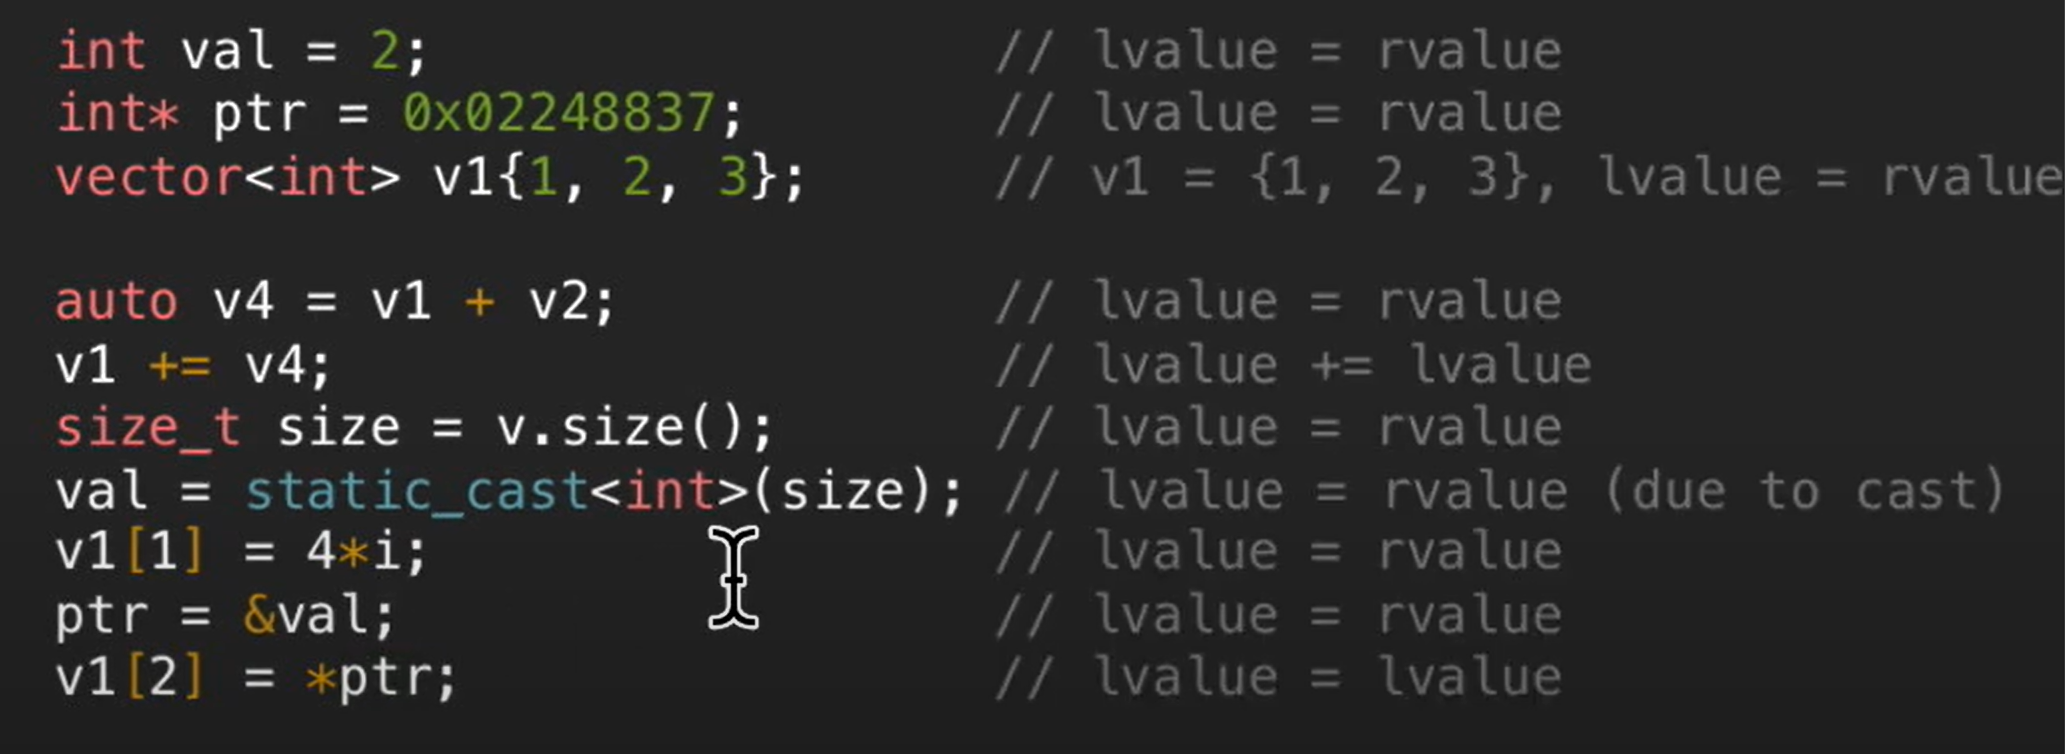 int val = 2; // lvalue = rvalue
int* ptr = 0x02248837; // lvalue = rvalue
vector<int> v1{1, 2, 3}; // v1 = {1, 2, 3}, lvalue = rvalue
auto v4 = v1 + v2; // lvalue = rvalue
v1 += v4; // lvalue += lvalue
size_t size = v.size(); // lvalue = rvalue
val = static_cast<int>(size); // lvalue = rvalue (due to cast)
v1[1] = 4*i; // lvalue = rvalue
ptr = &val; // lvalue = rvalue
v1[2] = *ptr; // lvalue = lvalue